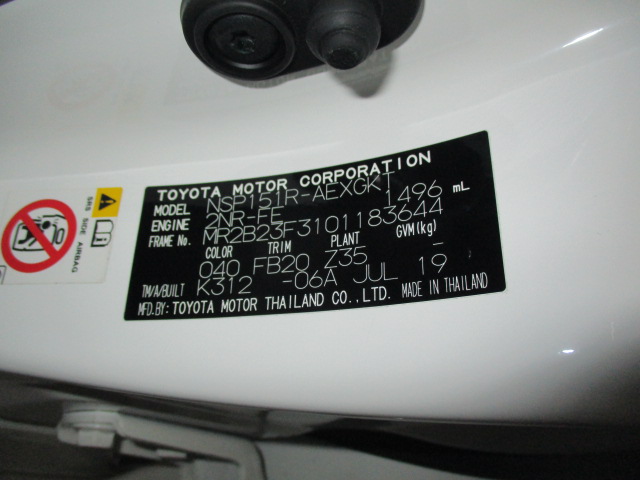 TOYOTA MOTOR CORPORATION
MODEL NSP151R-AEXGKT
ENGINE 2NR-FE 1496 mL
FRAME No. MR2B23F3101183644
COLOR TRIM PLANT GVM(kg)
040 FB20 Z35 -
TM/A/BUILT K312 -06A JUL 19
MFD.BY: TOYOTA MOTOR THAILAND CO.,LTD. MADE IN THAILAND
SRS SIDE AIRBAG